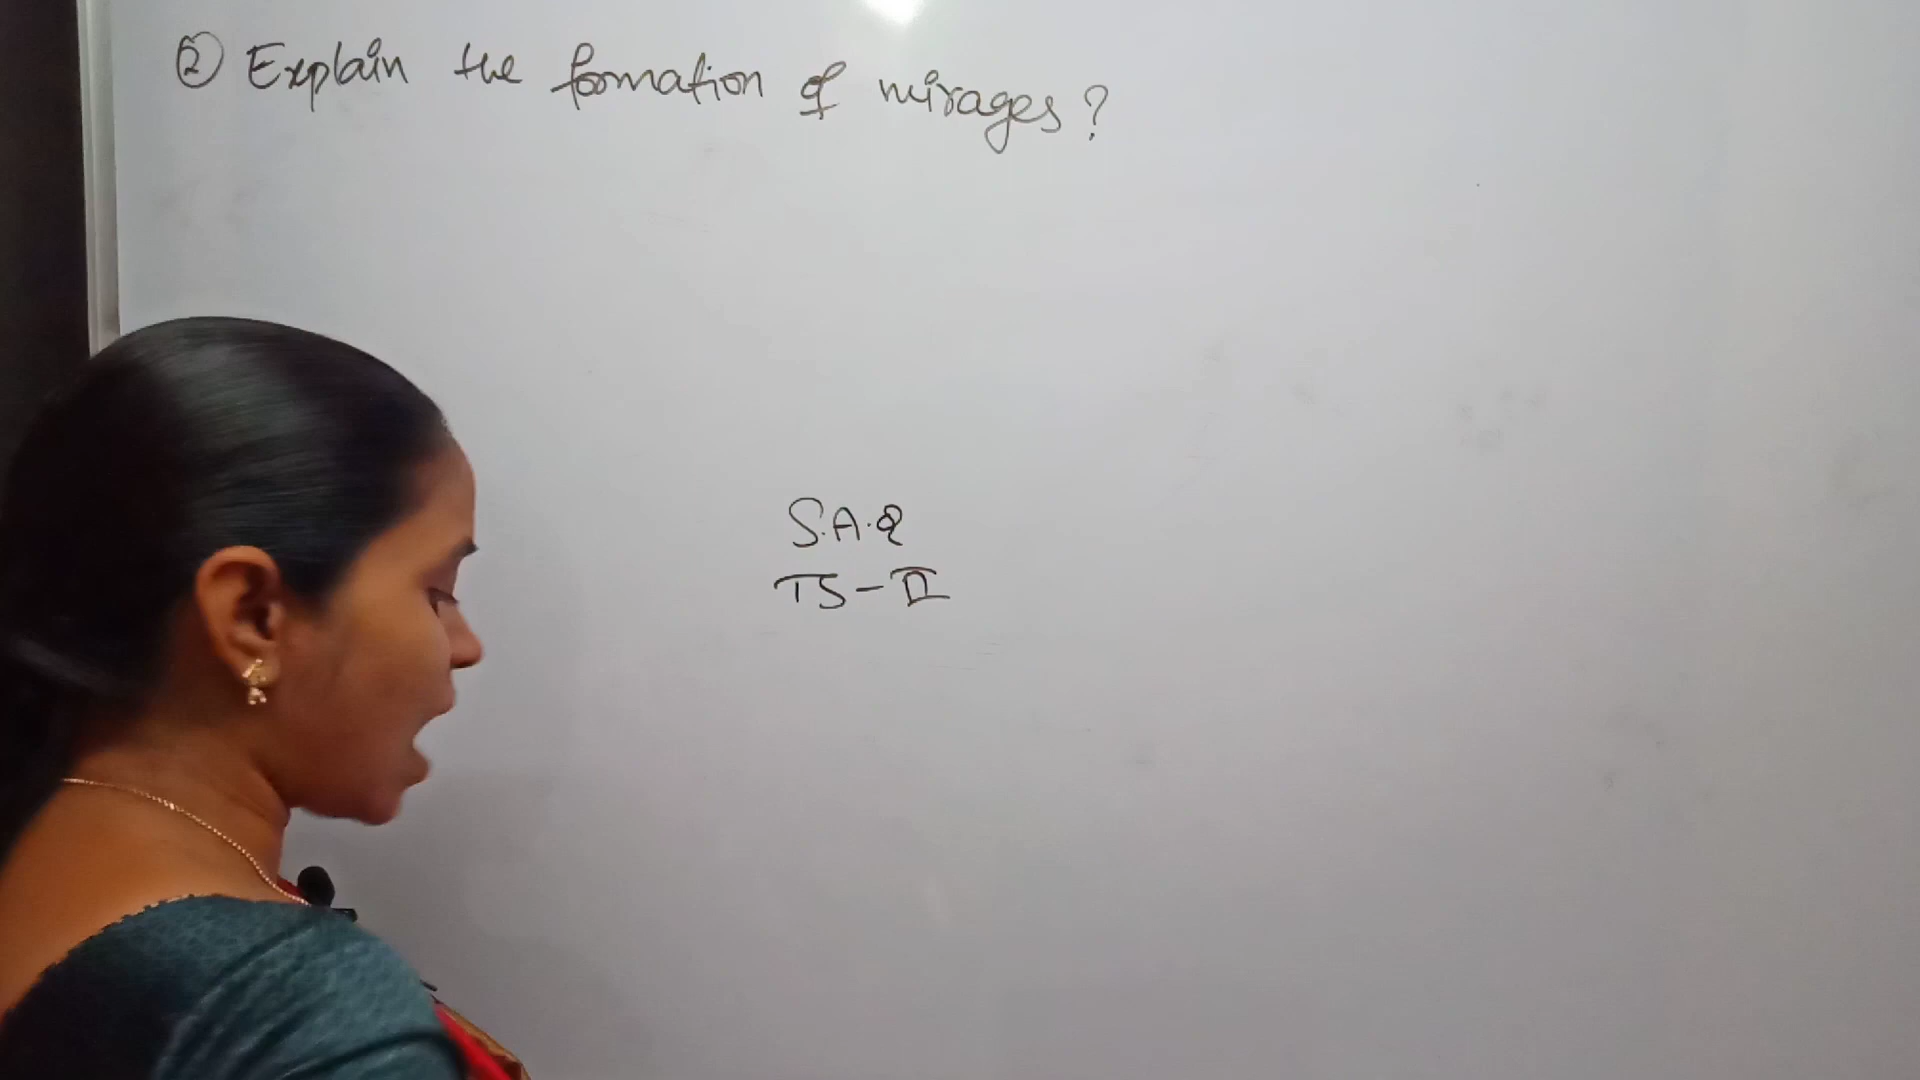 ② Explain the formation of mirages?
S.A.Q
TS-II